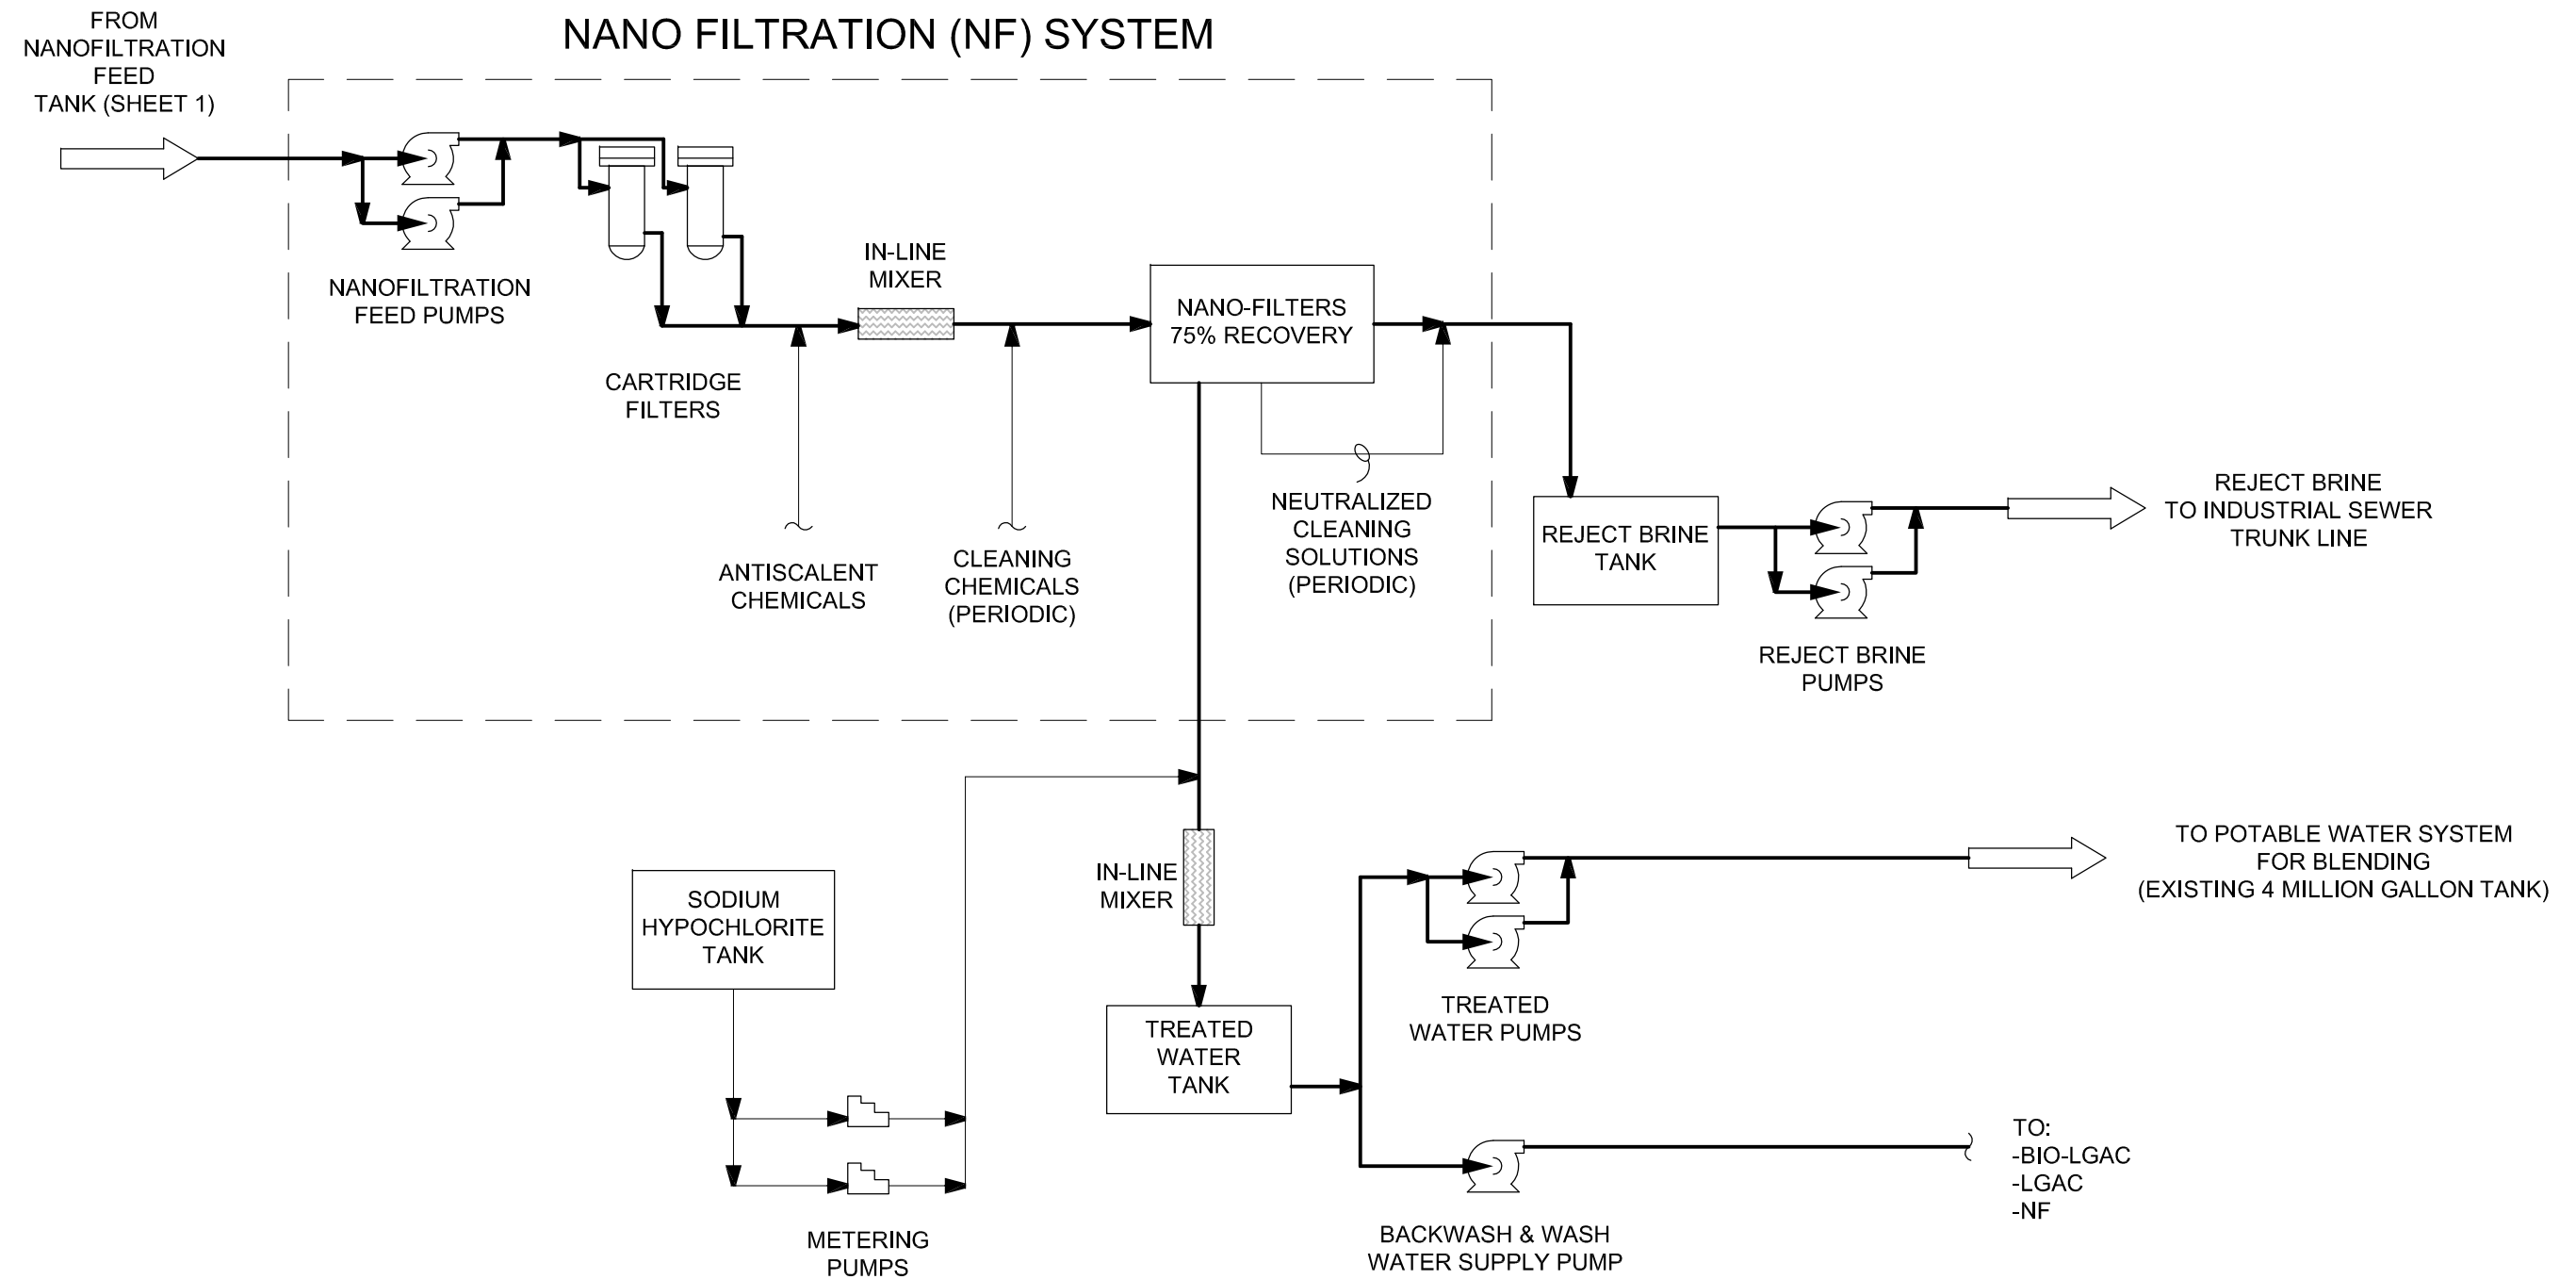 FROM
NANOFILTRATION
FEED
TANK (SHEET 1)
NANO FILTRATION (NF) SYSTEM
NANOFILTRATION
FEED PUMPS
CARTRIDGE
FILTERS
IN-LINE
MIXER
ANTISCALENT
CHEMICALS
CLEANING
CHEMICALS
(PERIODIC)
NANO-FILTERS
75% RECOVERY
NEUTRALIZED
CLEANING
SOLUTIONS
(PERIODIC)
REJECT BRINE
TANK
REJECT BRINE
PUMPS
REJECT BRINE
TO INDUSTRIAL SEWER
TRUNK LINE
SODIUM
HYPOCHLORITE
TANK
METERING
PUMPS
IN-LINE
MIXER
TREATED
WATER
TANK
TREATED
WATER PUMPS
TO POTABLE WATER SYSTEM
FOR BLENDING
(EXISTING 4 MILLION GALLON TANK)
BACKWASH & WASH
WATER SUPPLY PUMP
TO:
-BIO-LGAC
-LGAC
-NF